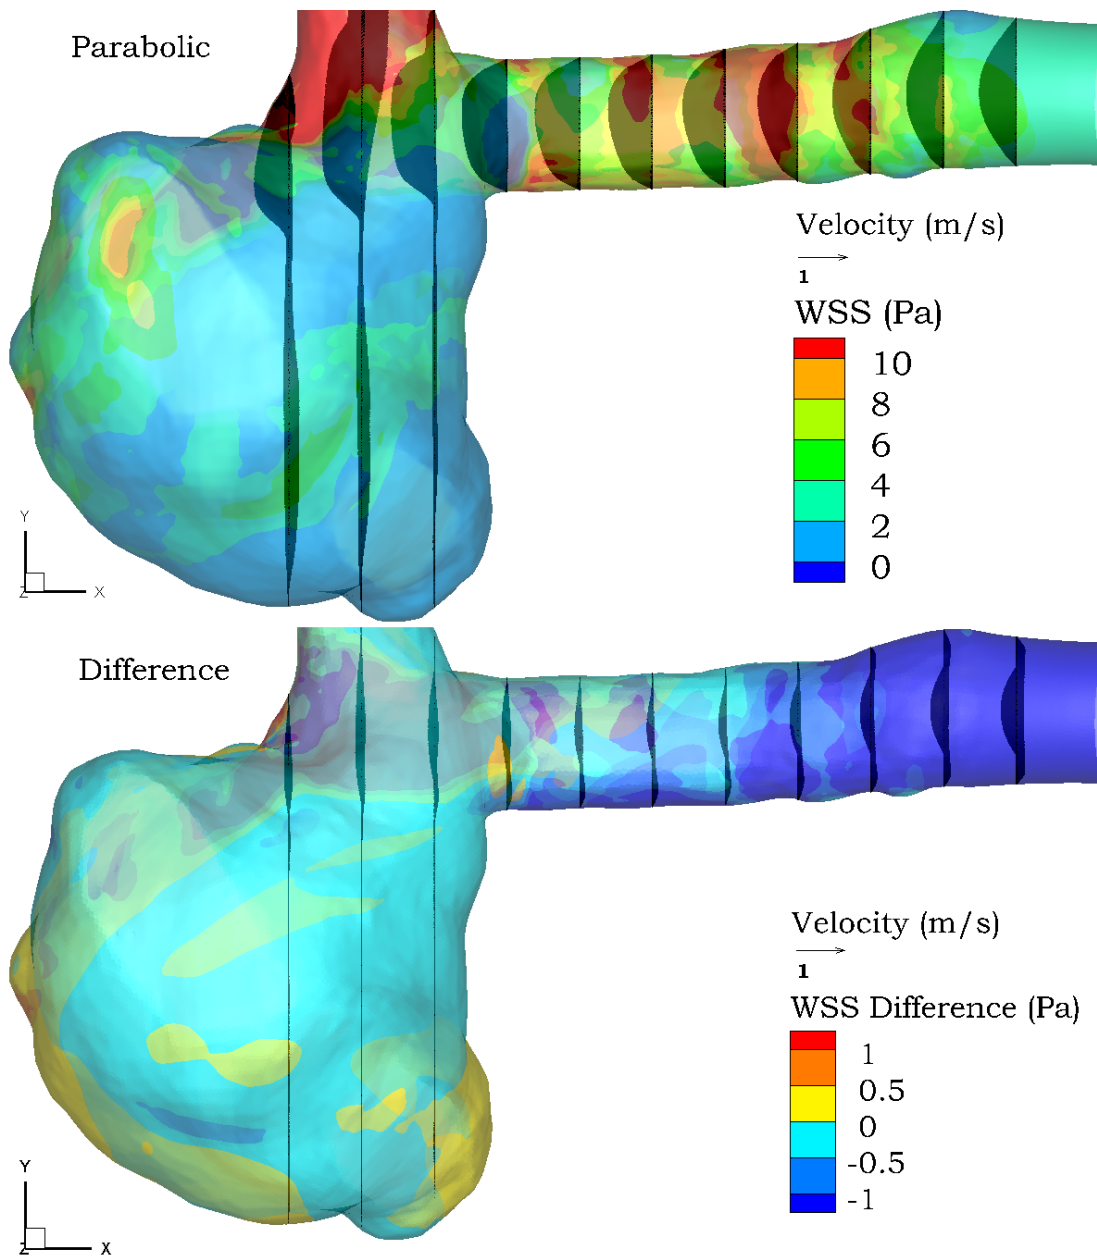 Parabolic
Velocity (m/s)
1
WSS (Pa)
10
8
6
4
2
0
Y
Z
X
Difference
Velocity (m/s)
1
WSS Difference (Pa)
1
0.5
0
-0.5
-1
Y
Z
X